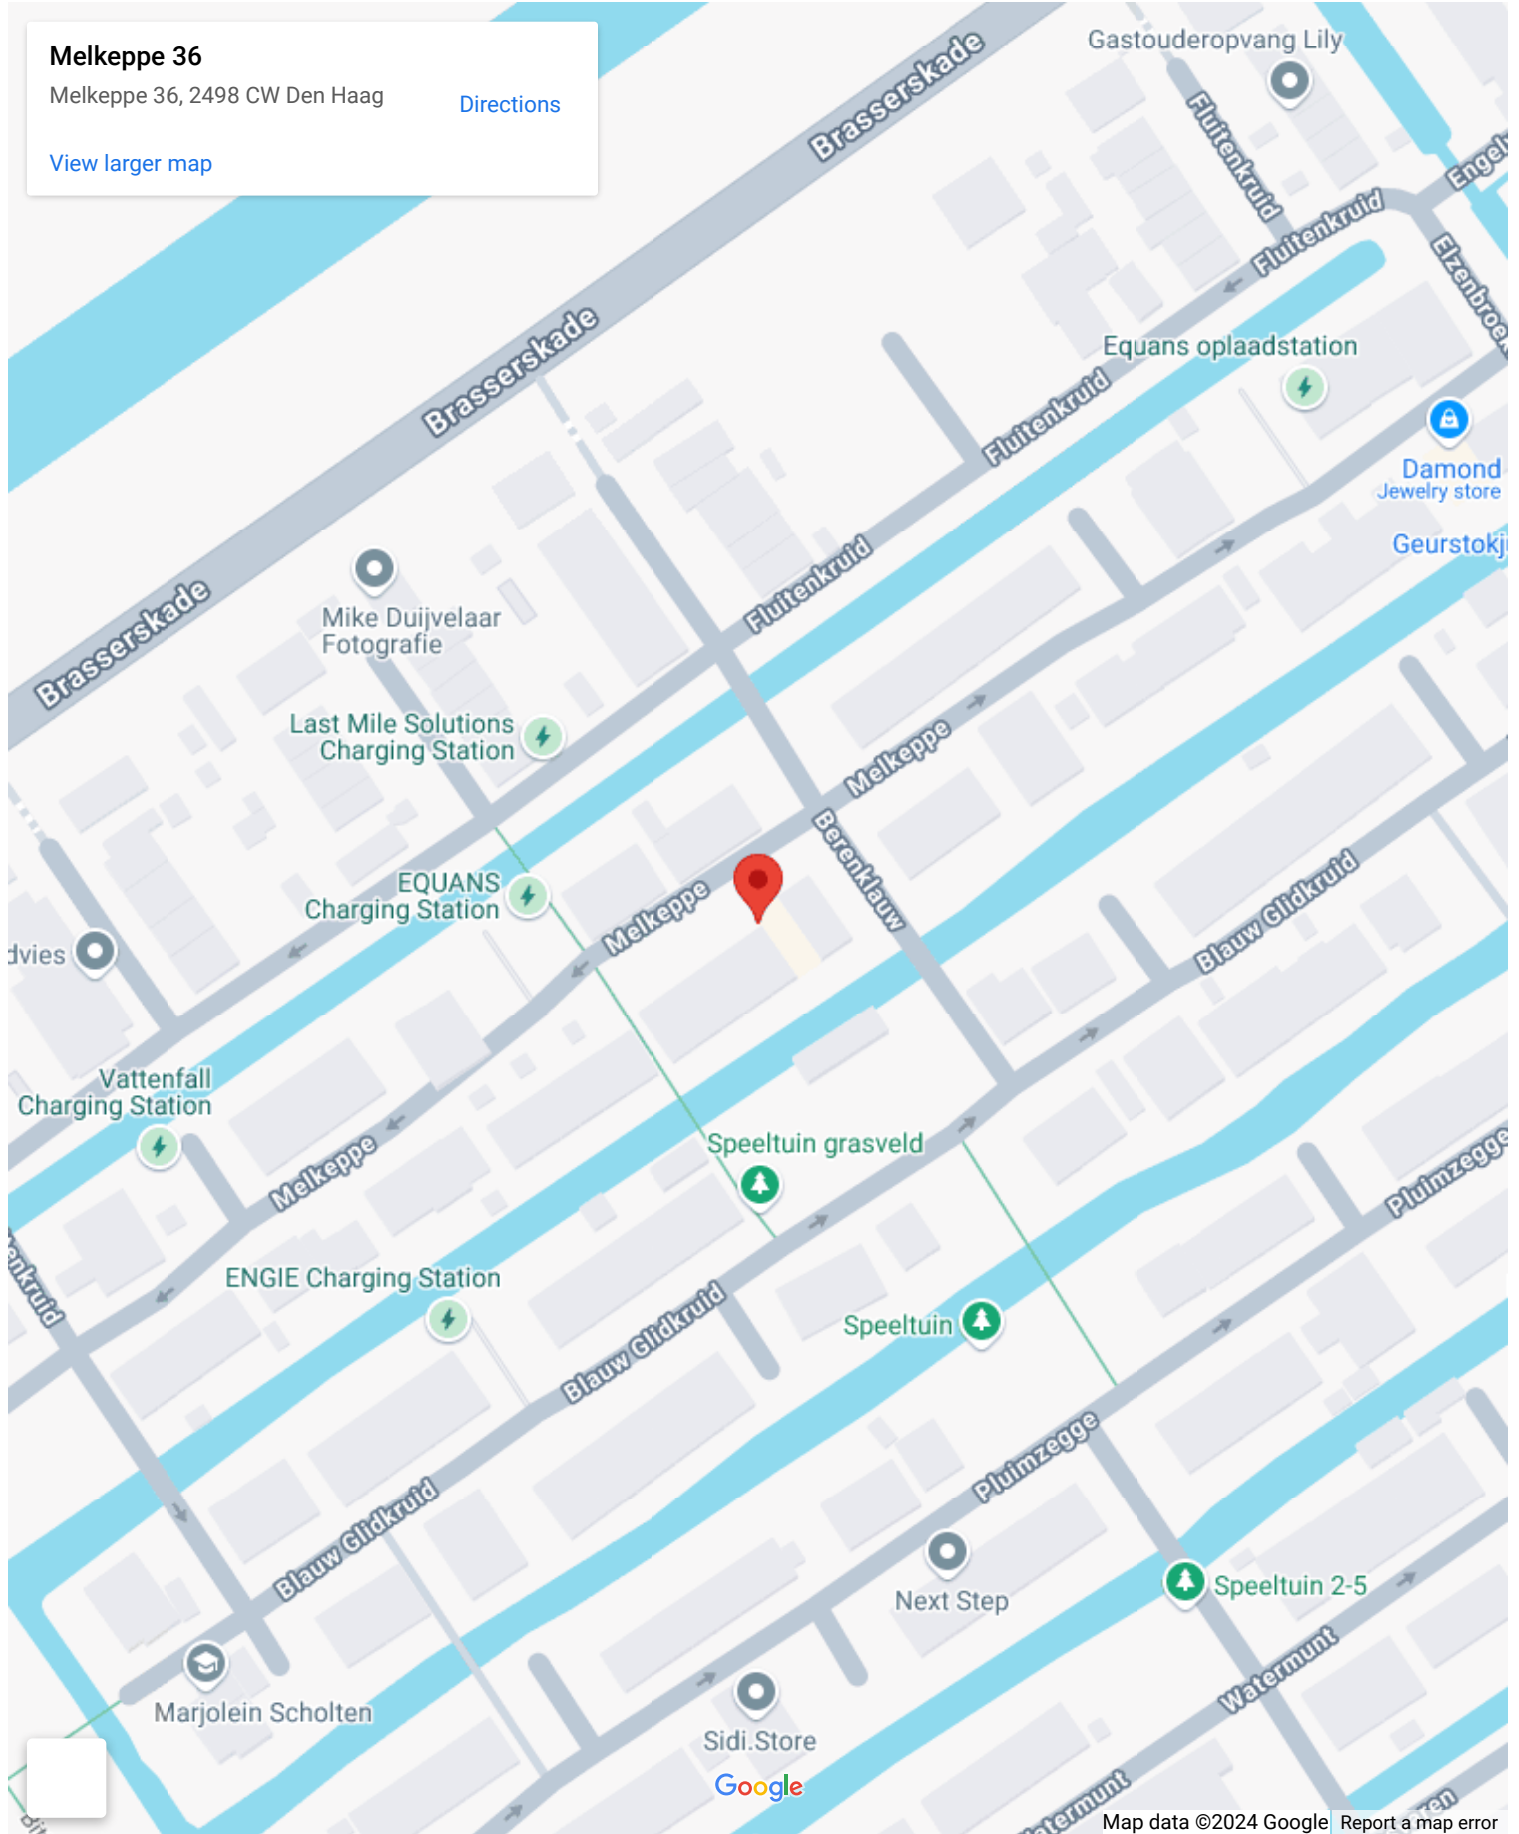 Melkeppe 36
Melkeppe 36, 2498 CW Den Haag
Directions
View larger map
Gastouderopvang Lily
Brasserskade
Fluitenkruid
Fluitenkruid
Brasserskade
Equans oplaadstation
Fluitenkruid
Damond
Jewelry store
Fluitenkruid
Mike Duijvelaar
Fotografie
Brasserskade
Last Mile Solutions
Charging Station
Melkeppe
Berenklauw
EQUANS
Charging Station
Melkeppe
Blauw Glidkruid
Vattenfall
Charging Station
Melkeppe
Speeltuin grasveld
Pluimzegge
ENGIE Charging Station
Blauw Glidkruid
Speeltuin
Pluimzegge
Blauw Glidkruid
Next Step
Speeltuin 2-5
Watermunt
Marjolein Scholten
Sidi.Store
Google
Map data ©2024 Google
Report a map error